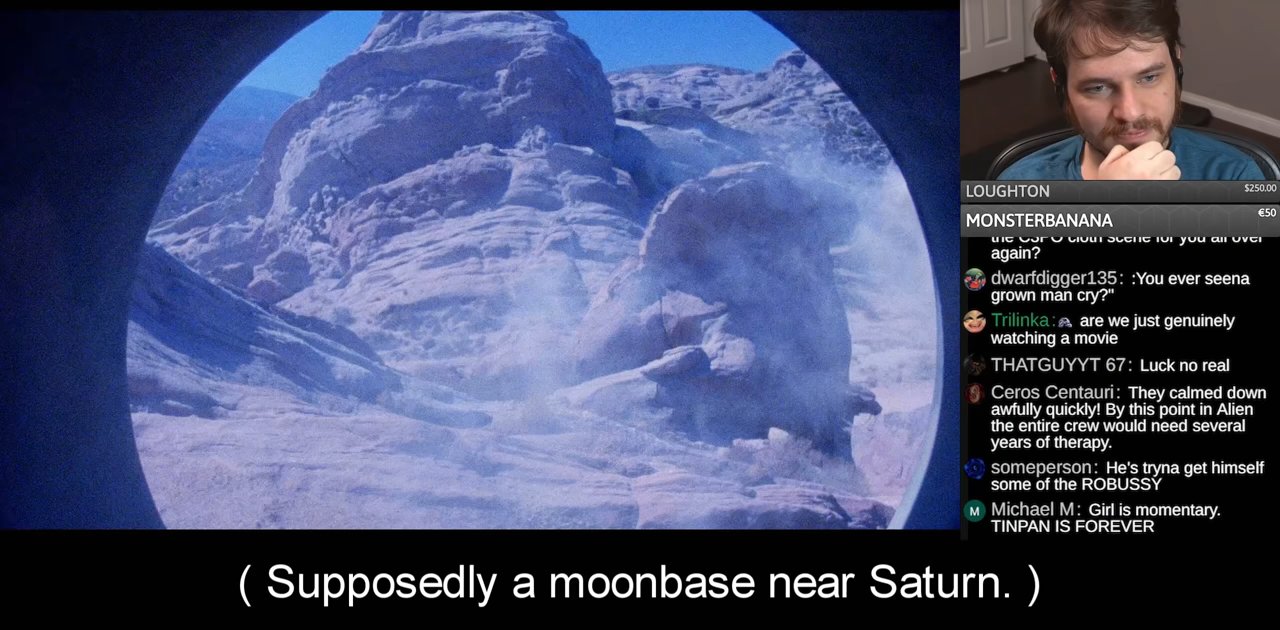 LOUGHTON $250.00
MONSTERBANANA €50
the C3PO cloth scene for you all over
again?
dwarfdigger135: :You ever seena
grown man cry?"
Trilinka: are we just genuinely
watching a movie
THATGUYYT 67: Luck no real
Ceros Centauri: They calmed down
awfully quickly! By this point in Alien
the entire crew would need several
years of therapy.
someperson: He's tryna get himself
some of the ROBUSSY
M Michael M: Girl is momentary.
TINPAN IS FOREVER
( Supposedly a moonbase near Saturn. )